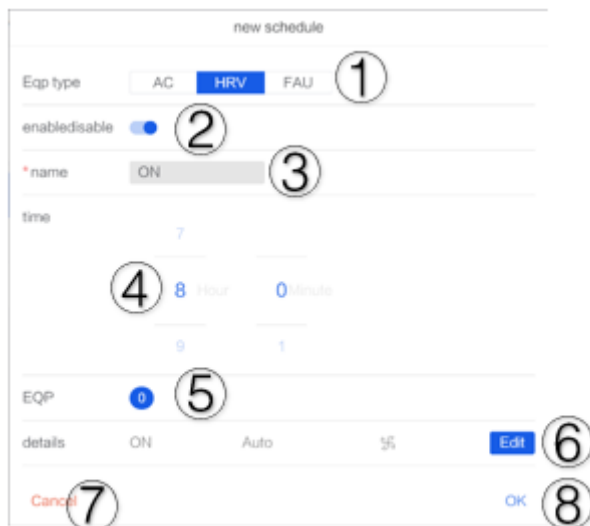 new schedule
Eqp type AC HRV FAU ①
enabledisable ②
*name ON ③
time
7
④ 8 Hour 0 Minute
9 1
EQP 0 ⑤
details ON Auto Edit ⑥
Cancel ⑦ OK ⑧